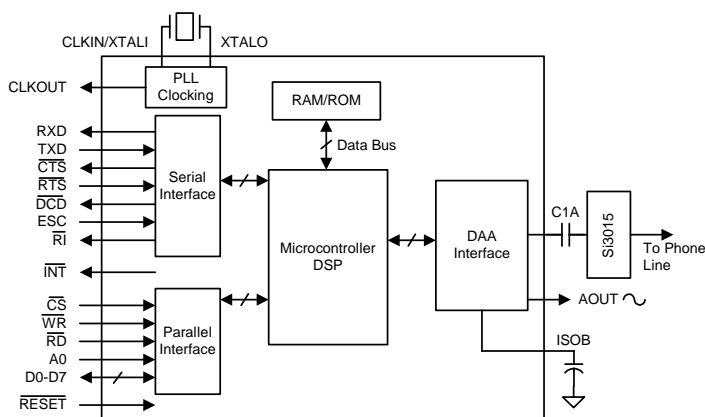 CLKIN/XTALI
XTALO
CLKOUT
PLL
Clocking
RAM/ROM
Data Bus
RXD
TXD
CTS
RTS
DCD
ESC
RI
INT
CS
WR
RD
A0
D0-D7
RESET
Serial
Interface
Parallel
Interface
Microcontroller
DSP
DAA
Interface
C1A
Si3015
To Phone
Line
AOUT
ISOB